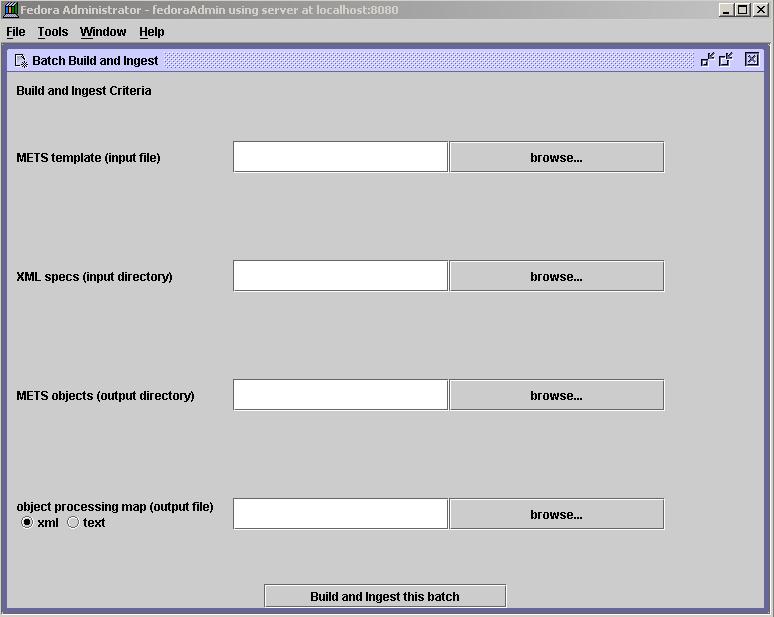 Fedora Administrator - fedoraAdmin using server at localhost:8080
File Tools Window Help
Batch Build and Ingest
Build and Ingest Criteria
METS template (input file) browse...
XML specs (input directory) browse...
METS objects (output directory) browse...
object processing map (output file) browse...
xml text
Build and Ingest this batch